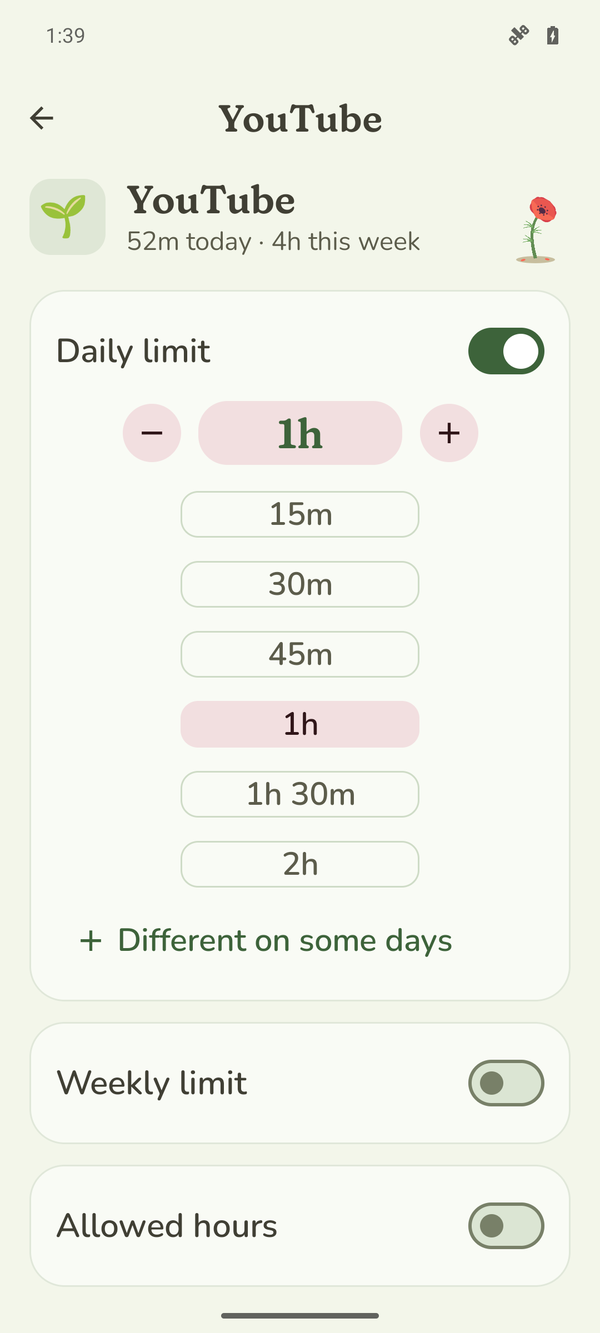 1:39
YouTube
YouTube
52m today · 4h this week
Daily limit
− 1h +
15m
30m
45m
1h
1h 30m
2h
+ Different on some days
Weekly limit
Allowed hours